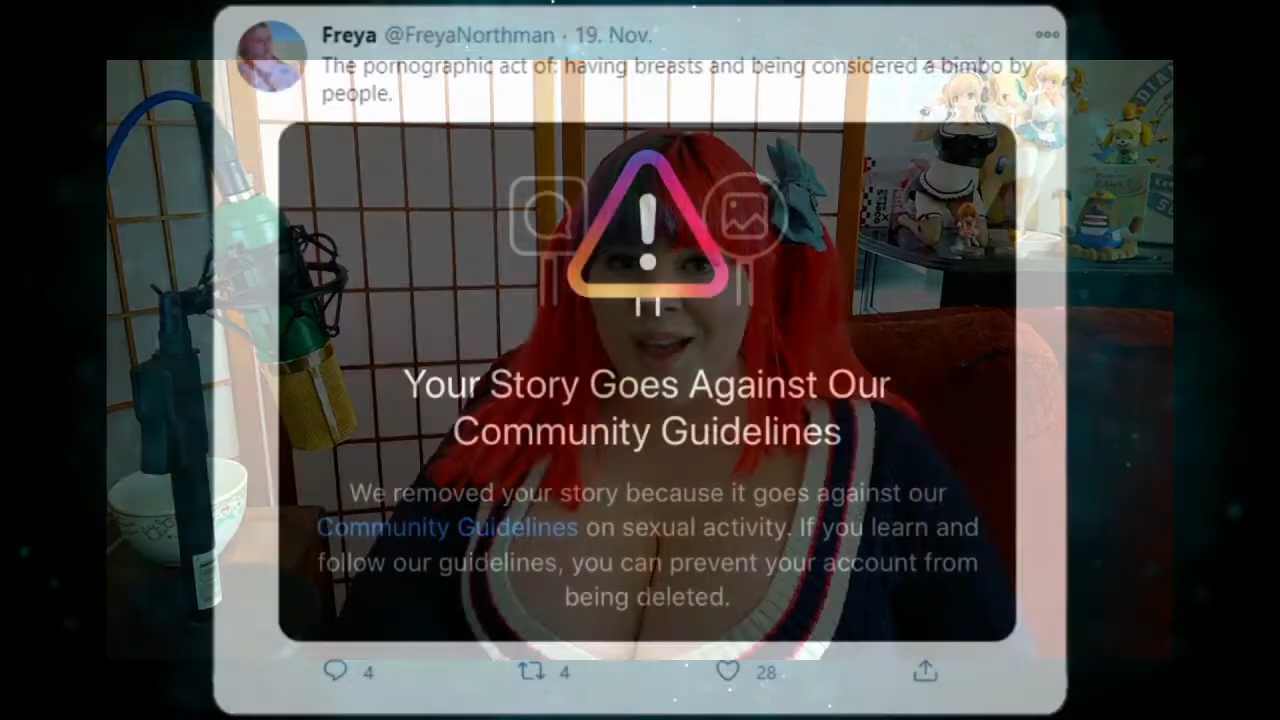 Freya @FreyaNorthman · 19. Nov.
The pornographic act of: having breasts and being considered a bimbo by
people.
Your Story Goes Against Our
Community Guidelines
We removed your story because it goes against our
Community Guidelines on sexual activity. If you learn and
follow our guidelines, you can prevent your account from
being deleted.
4 4 28